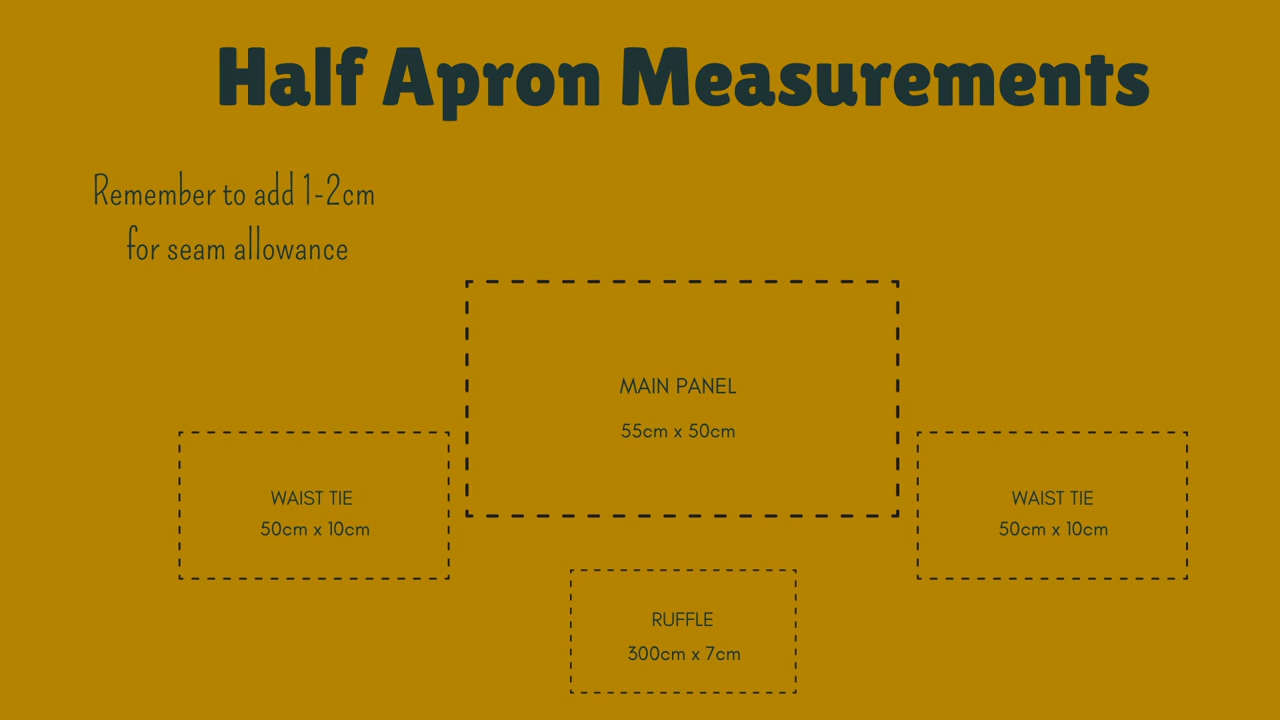 Half Apron Measurements
Remember to add 1-2cm
for seam allowance
MAIN PANEL
55cm x 50cm
WAIST TIE
50cm x 10cm
WAIST TIE
50cm x 10cm
RUFFLE
300cm x 7cm